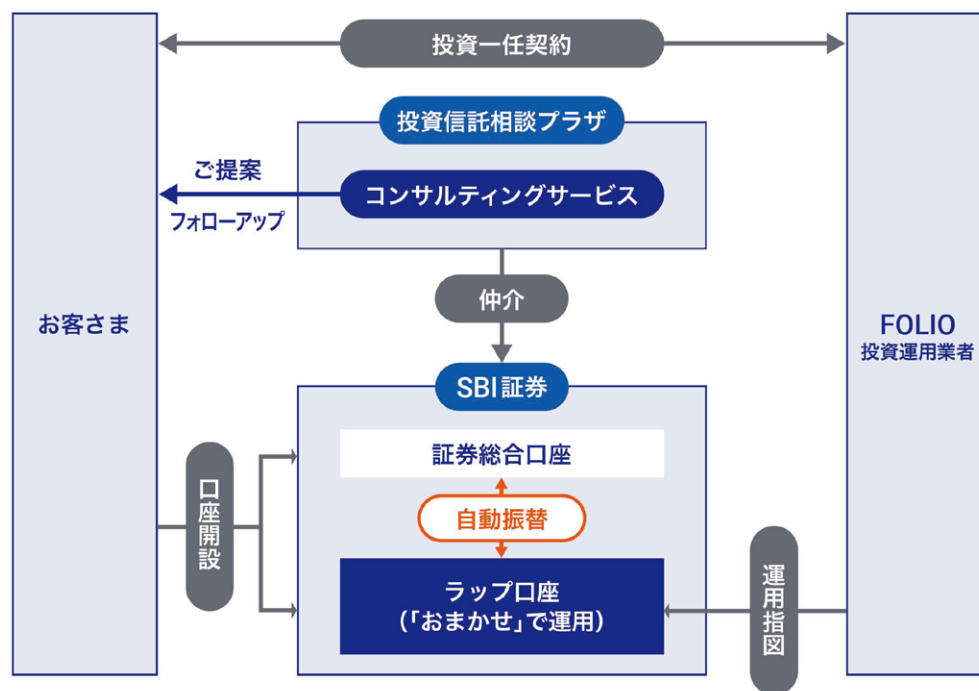 投資一任契約
投資信託相談プラザ
ご提案
コンサルティングサービス
フォローアップ
仲介
お客さま
FOLIO
投資運用業者
SBI証券
証券総合口座
口座開設
自動振替
ラップ口座
(「おまかせ」で運用)
運用指図